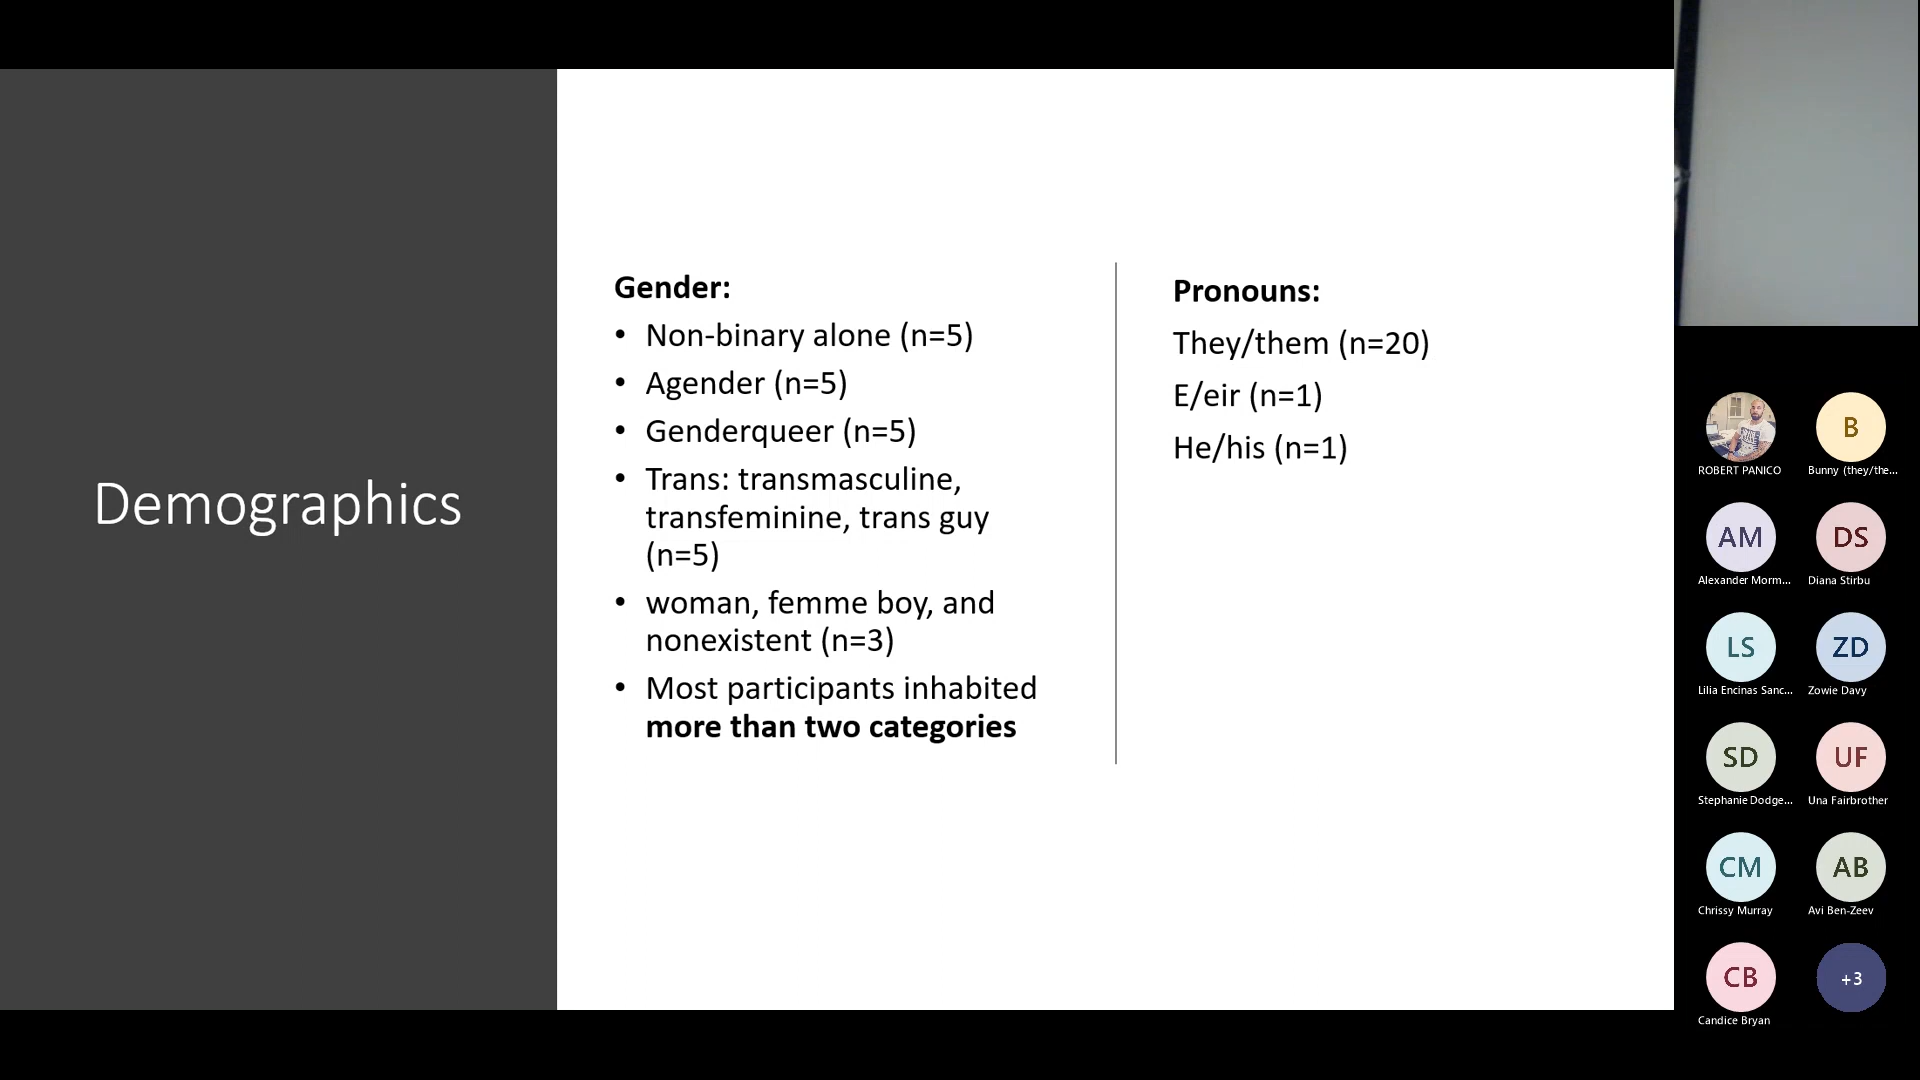 Demographics
Gender:
• Non-binary alone (n=5)
• Agender (n=5)
• Genderqueer (n=5)
• Trans: transmasculine,
transfeminine, trans guy
(n=5)
• woman, femme boy, and
nonexistent (n=3)
• Most participants inhabited
more than two categories
Pronouns:
They/them (n=20)
E/eir (n=1)
He/his (n=1)
ROBERT PANICO
B
Bunny (they/the...
AM
Alexander Morm...
DS
Diana Stirbu
LS
Lilia Encinas Sanc...
ZD
Zowie Davy
SD
Stephanie Dodge...
UF
Una Fairbrother
CM
Chrissy Murray
AB
Avi Ben-Zeev
CB
Candice Bryan
+3